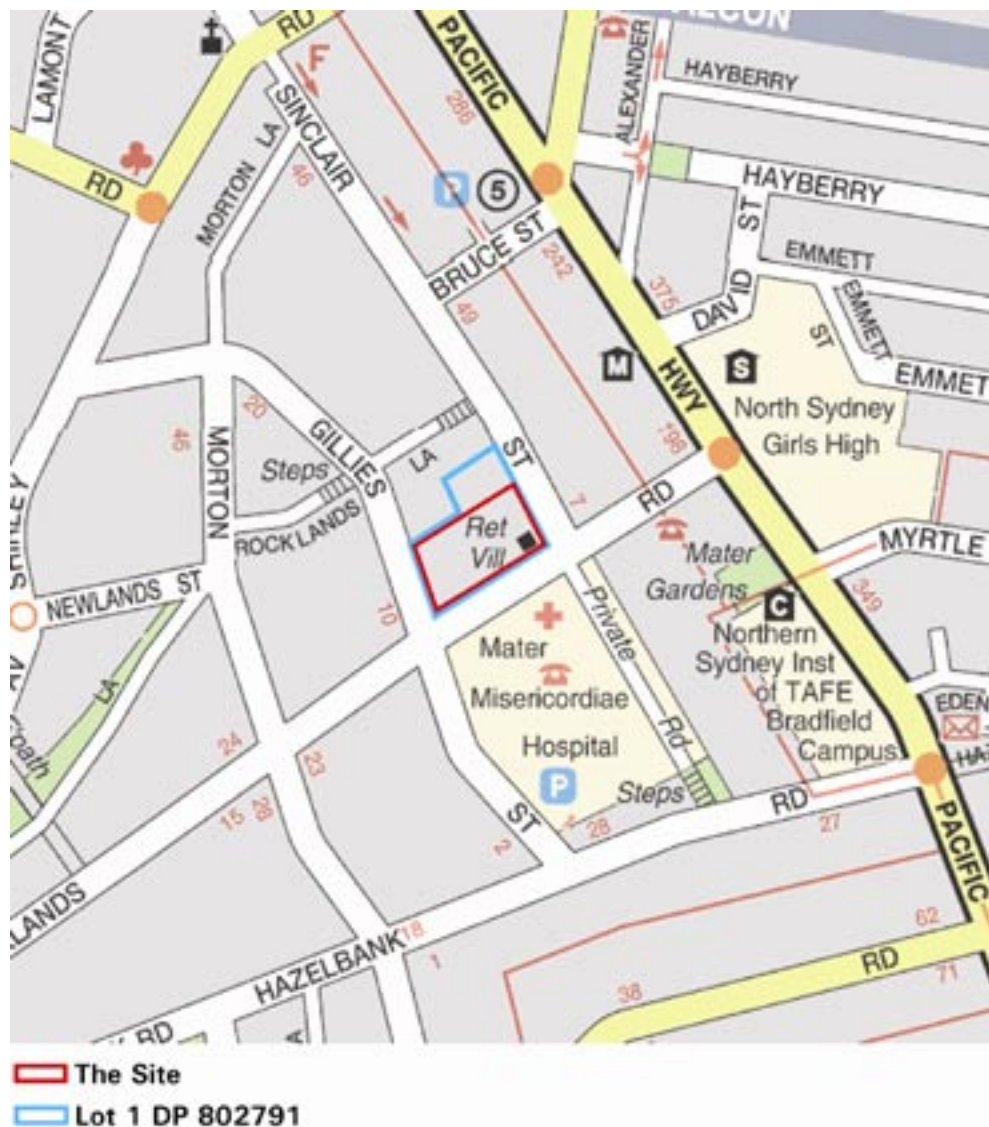 LAMONT
RD
F
PACIFIC
ALEXANDER
HAYBERRY
286
SINCLAIR
MORTON LA
46
RD
P
5
HAYBERRY
BRUCE ST
242
DAVID ST
EMMETT
EMMETT ST
375
49
M
HWY
S
EMMET
20
GILLIES
North Sydney
Girls High
198
46
MORTON
Steps
LA
ST
ROCKLANDS
7
RD
Ret
Vill
MYRTLE
Mater
Gardens
SHIRLEY
NEWLANDS ST
10
Private
C
349
Mater
Misericordiae
Hospital
P
Northern
Sydney Inst
of TAFE
Bradfield
Campus
LA
Rd
EDEN
24
23
15
28
Steps
RD
ST
4
28
2
27
PACIFIC
LANDS
18
62
HAZELBANK
1
RD
38
71
RD
The Site
Lot 1 DP 802791